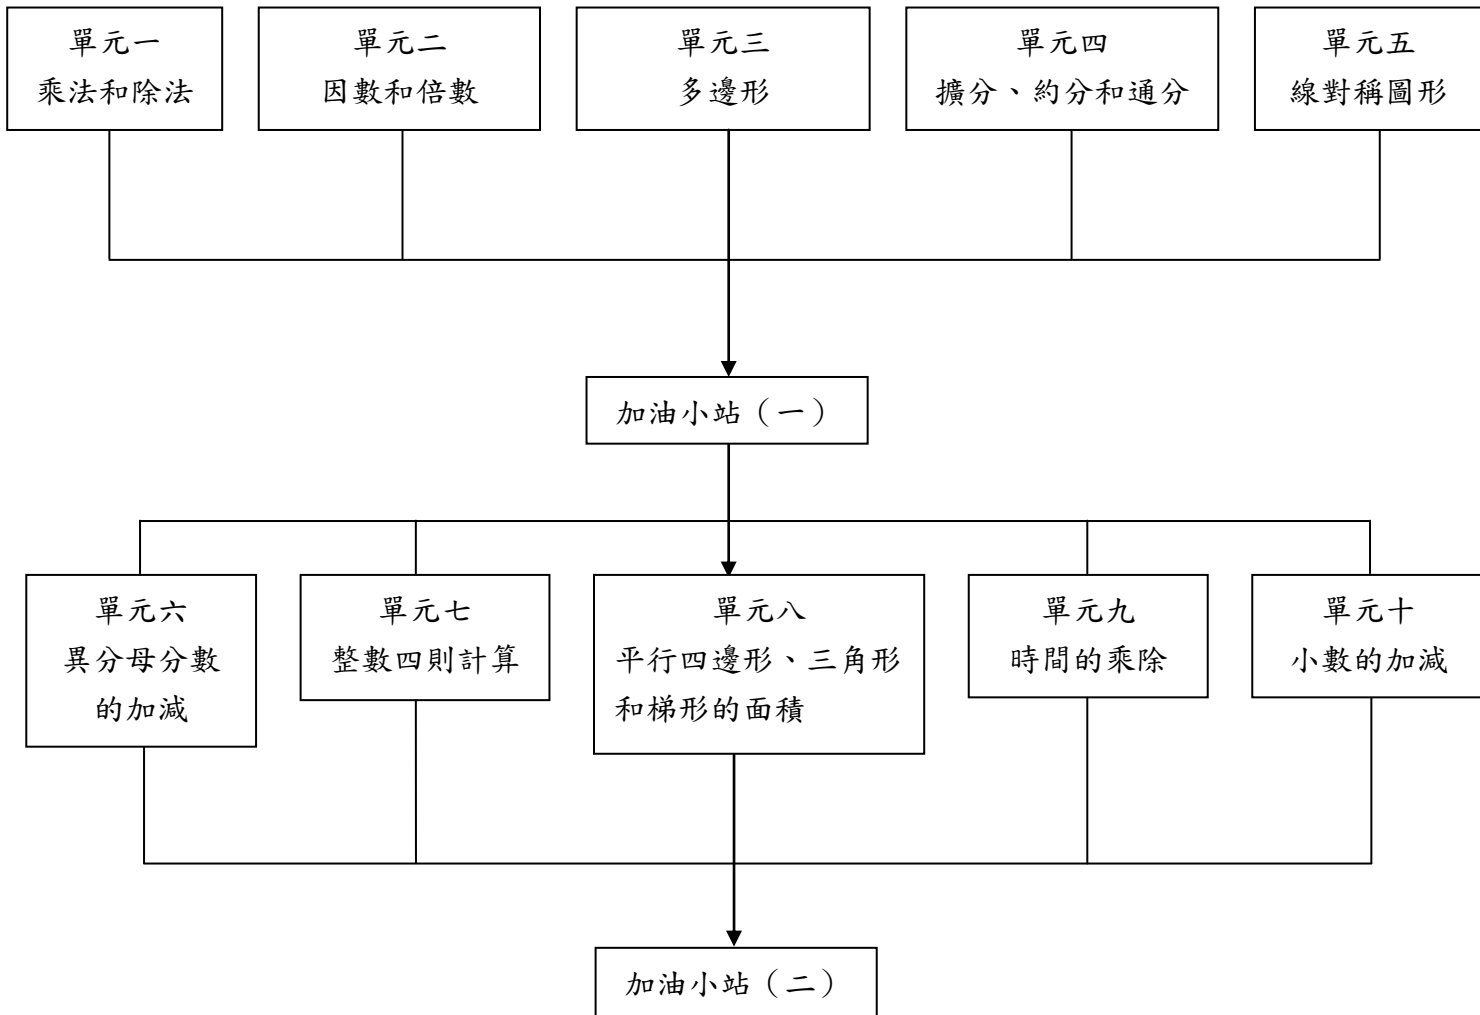 單元一
乘法和除法
單元二
因數和倍數
單元三
多邊形
單元四
擴分、約分和通分
單元五
線對稱圖形
加油小站（一）
單元六
異分母分數
的加減
單元七
整數四則計算
單元八
平行四邊形、三角形
和梯形的面積
單元九
時間的乘除
單元十
小數的加減
加油小站（二）